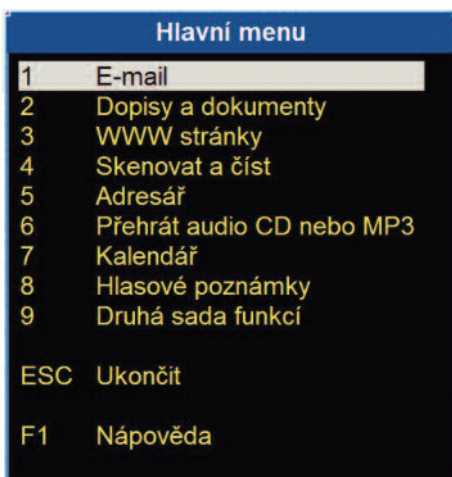 Hlavní menu
1 E-mail
2 Dopisy a dokumenty
3 WWW stránky
4 Skenovat a číst
5 Adresář
6 Přehrát audio CD nebo MP3
7 Kalendář
8 Hlasové poznámky
9 Druhá sada funkcí
ESC Ukončit
F1 Nápověda